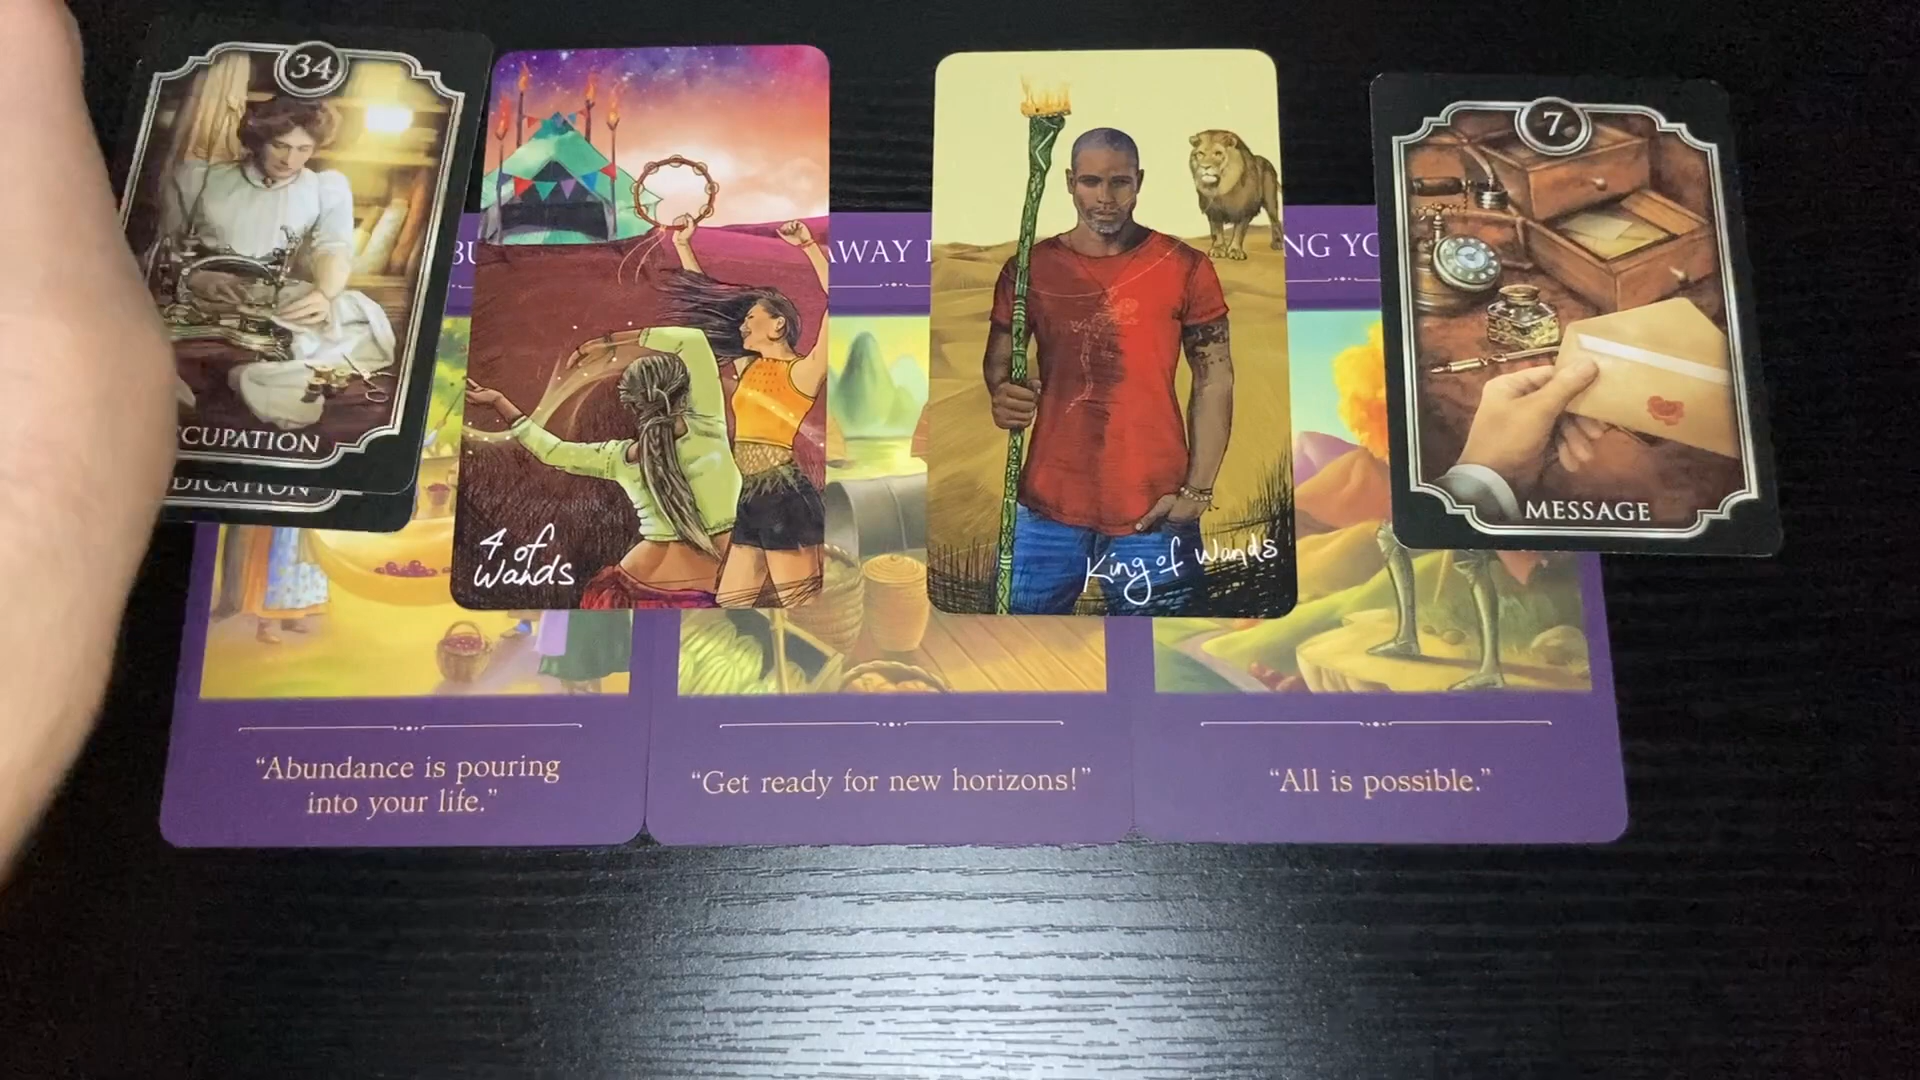 34
7
4 of
Wands
King of Wands
MESSAGE
AWAY
NG YO
CCUPATION
DICATION
"Abundance is pouring
into your life."
"Get ready for new horizons!"
"All is possible."